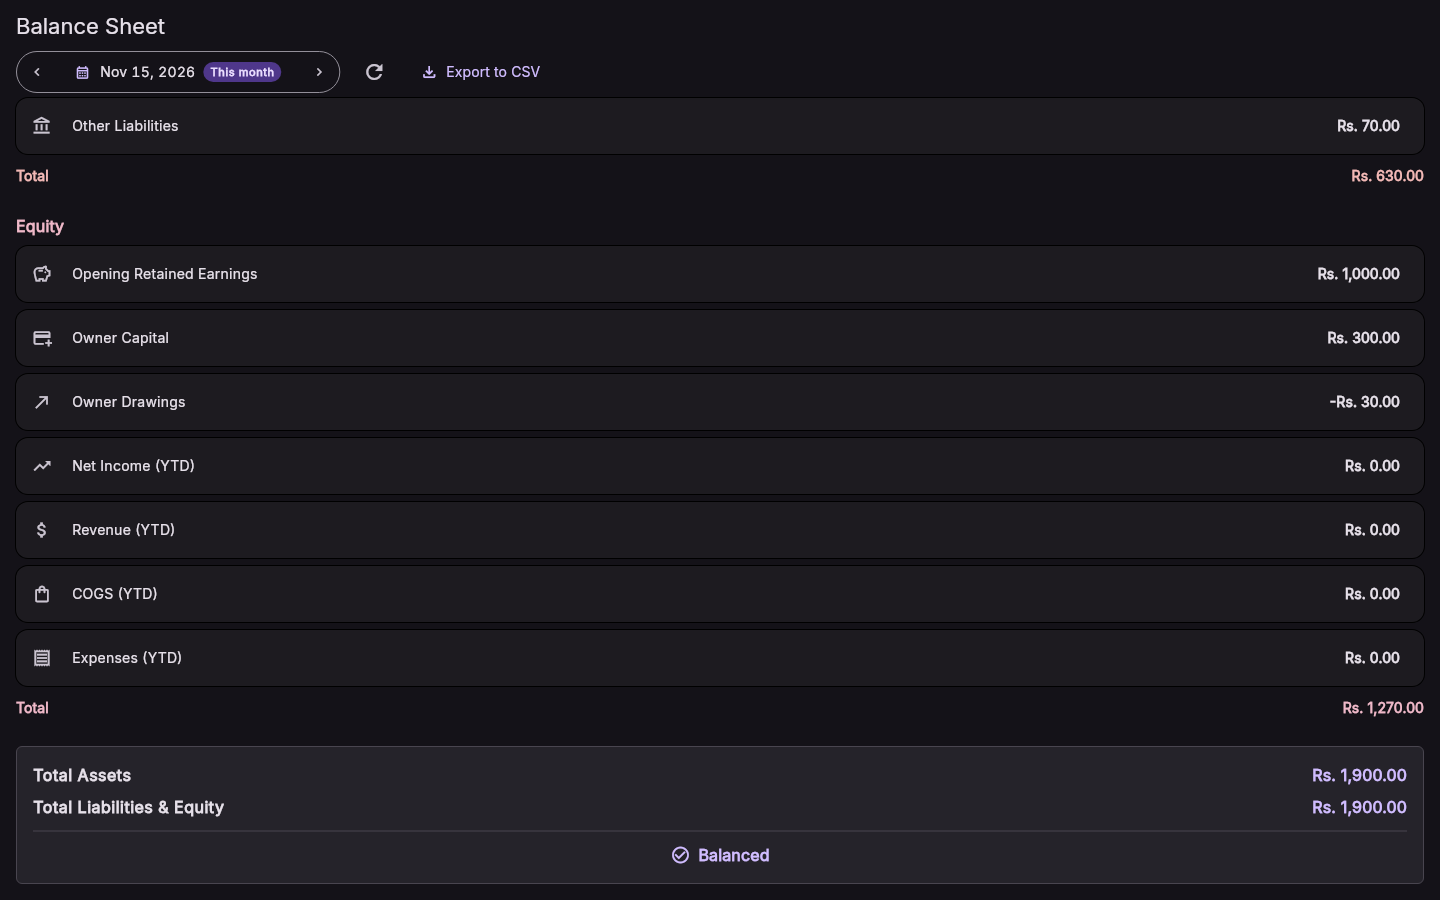 Balance Sheet
Nov 15, 2026 This month Export to CSV
Other Liabilities Rs. 70.00
Total Rs. 630.00
Equity
Opening Retained Earnings Rs. 1,000.00
Owner Capital Rs. 300.00
Owner Drawings -Rs. 30.00
Net Income (YTD) Rs. 0.00
Revenue (YTD) Rs. 0.00
COGS (YTD) Rs. 0.00
Expenses (YTD) Rs. 0.00
Total Rs. 1,270.00
Total Assets Rs. 1,900.00
Total Liabilities & Equity Rs. 1,900.00
Balanced